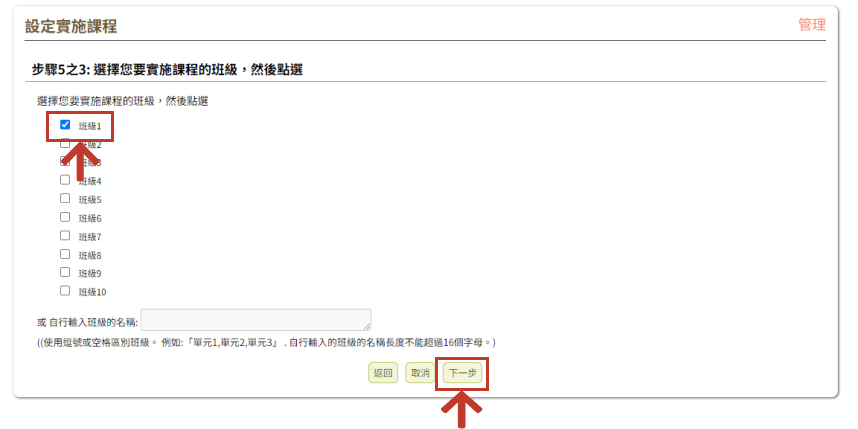 設定實施課程
管理
步驟5之3: 選擇您要實施課程的班級，然後點選
選擇您要實施課程的班級，然後點選
班級1
班級2
班級3
班級4
班級5
班級6
班級7
班級8
班級9
班級10
或 自行輸入班級的名稱:
((使用逗號或空格區別班級。 例如:「單元1,單元2,單元3」 . 自行輸入的班級的名稱長度不能超過16個字母。)
返回 取消 下一步